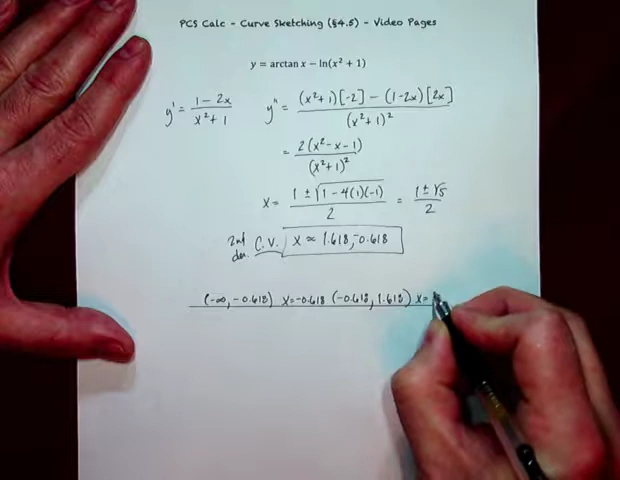 PCS Calc - Curve Sketching (§4.5) - Video Pages
y = arctan x − ln(x² + 1)
y' = (1 - 2x)/(x² + 1)   y" = ((x²+1)[-2] - (1-2x)[2x])/(x²+1)²
= 2(x² - x - 1)/(x²+1)²
x = (1 ± √(1 - 4(1)(-1)))/2 = (1 ± √5)/2
2nd der. C.V. x ≈ 1.618, -0.618
(-∞, -0.618) x=-0.618 (-0.618, 1.618) x=